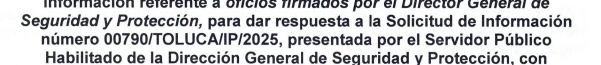 información referente a oficios firmados por el Director General de
Seguridad y Protección, para dar respuesta a la Solicitud de Información
número 00790/TOLUCA/IP/2025, presentada por el Servidor Público
Habilitado de la Dirección General de Seguridad y Protección, con